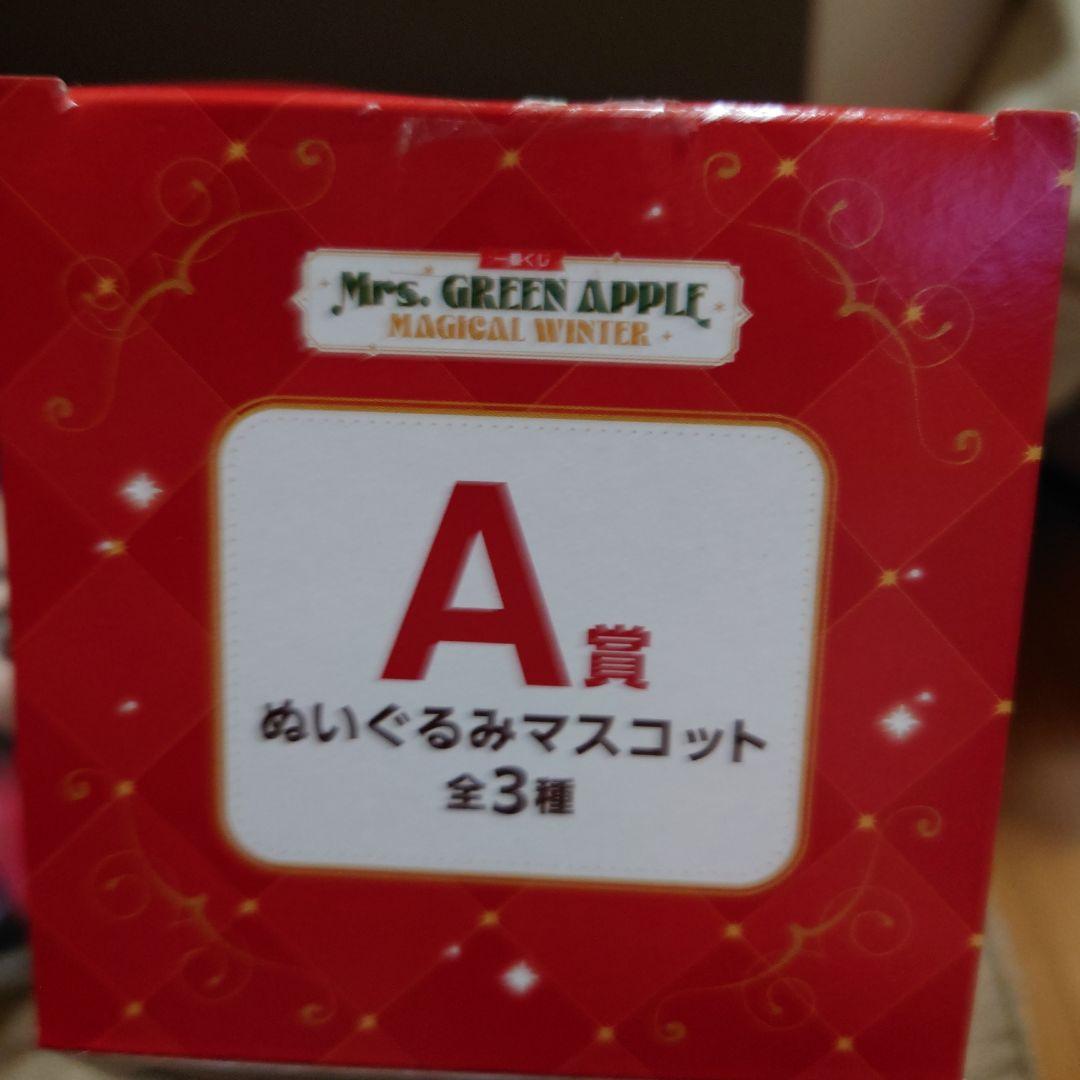 一番くじ
Mrs. GREEN APPLE
MAGICAL WINTER
A賞
ぬいぐるみマスコット
全3種